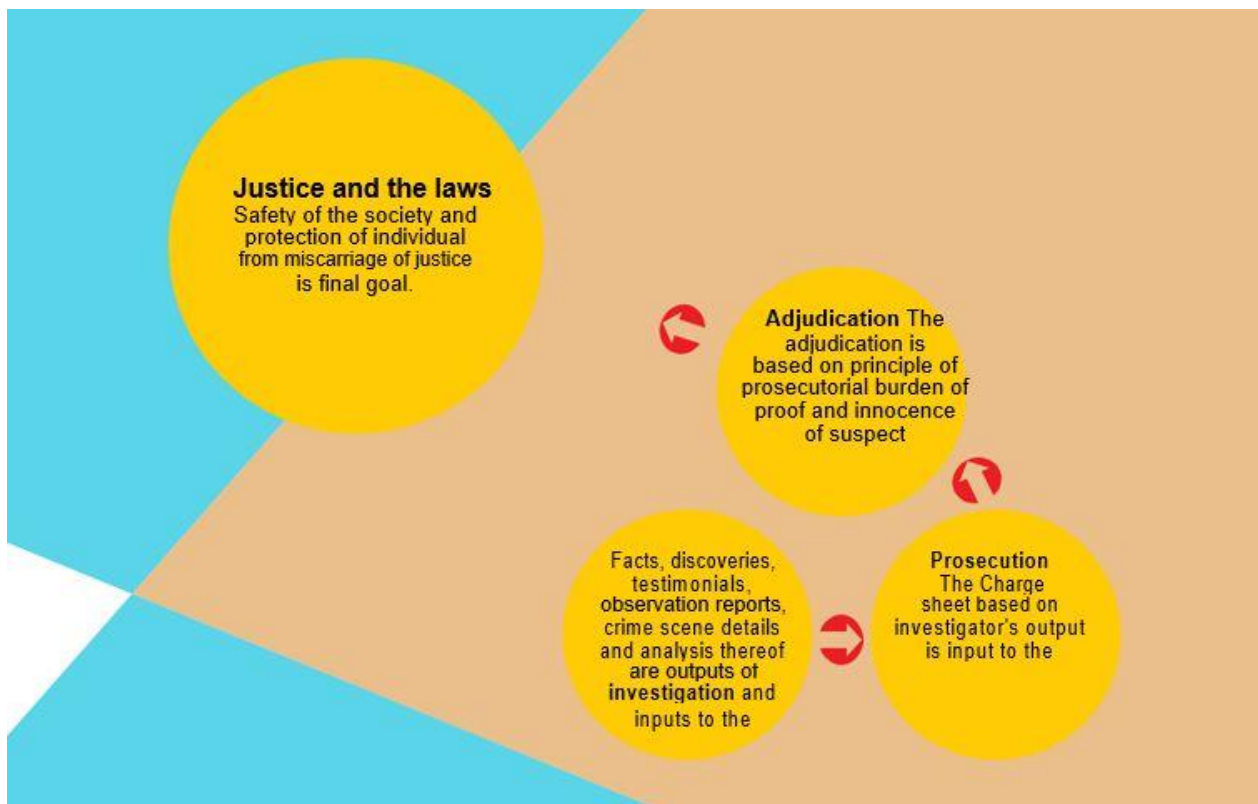 Justice and the laws
Safety of the society and
protection of individual
from miscarriage of justice
is final goal.
Adjudication The
adjudication is
based on principle of
prosecutorial burden of
proof and innocence
of suspect
Facts, discoveries,
testimonials,
observation reports,
crime scene details
and analysis thereof
are outputs of
investigation and
inputs to the
Prosecution
The Charge
sheet based on
investigator's output
is input to the